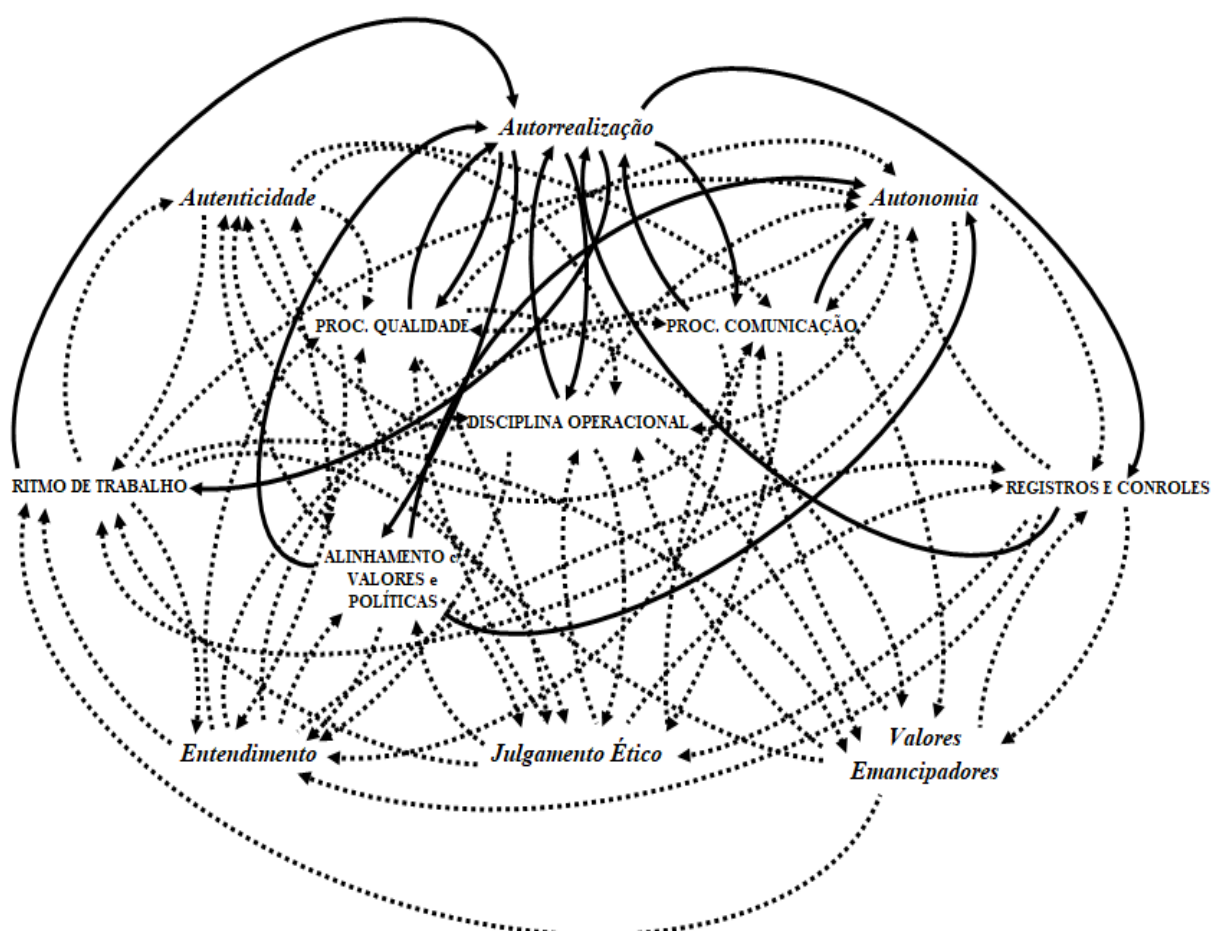 Autorrealização
Autenticidade
Autonomia
PROC. QUALIDADE
PROC. COMUNICAÇÃO
DISCIPLINA OPERACIONAL
RITMO DE TRABALHO
REGISTROS E CONROLES
ALINHAMENTO c/
VALORES e
POLÍTICAS
Entendimento
Julgamento Ético
Valores
Emancipadores